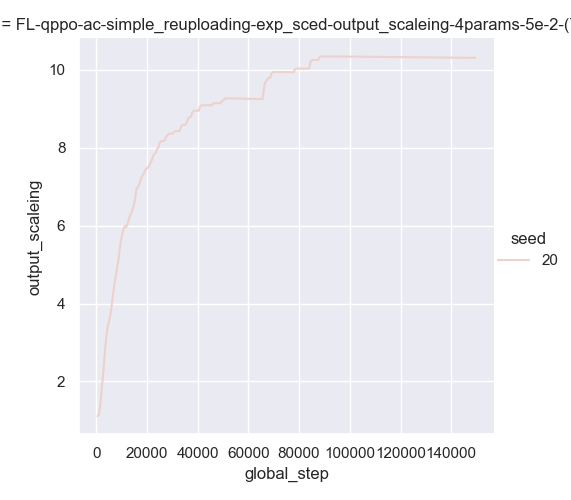 = FL-qppo-ac-simple_reuploading-exp_sced-output_scaleing-4params-5e-2-(
10
8
6
4
2
output_scaleing
seed
20
0 20000 40000 60000 80000 100000 120000 140000
global_step